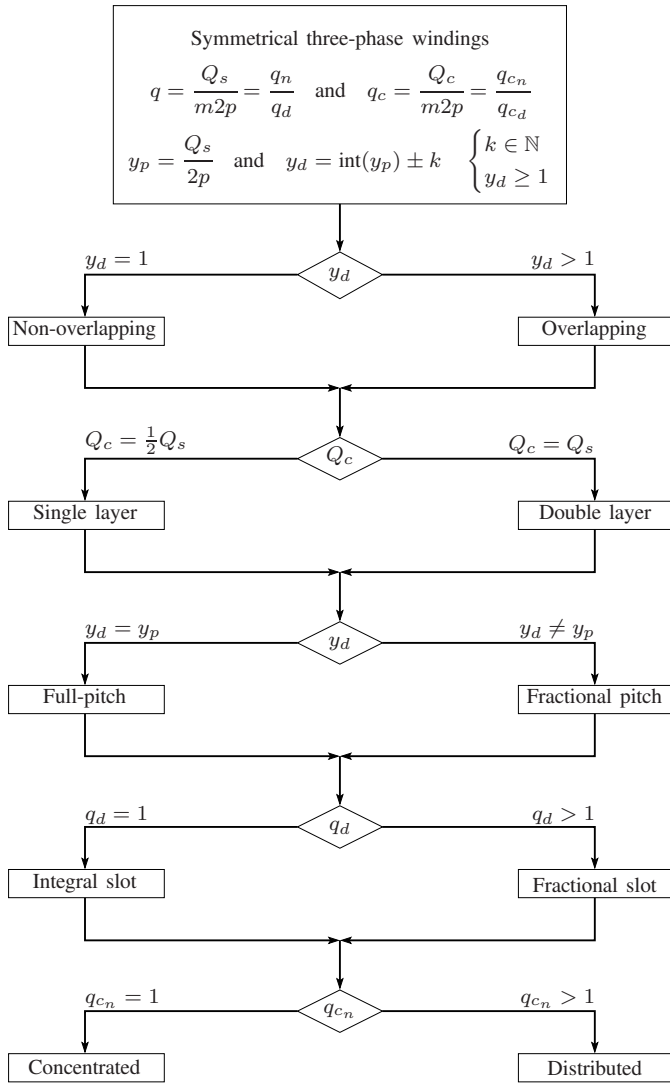 Symmetrical three-phase windings
q = Q_s/m2p = q_n/q_d and q_c = Q_c/m2p = q_{c_n}/q_{c_d}
y_p = Q_s/2p and y_d = int(y_p) ± k { k ∈ ℕ
y_d ≥ 1
y_d = 1 y_d y_d > 1
Non-overlapping Overlapping
Q_c = ½Q_s Q_c Q_c = Q_s
Single layer Double layer
y_d = y_p y_d y_d ≠ y_p
Full-pitch Fractional pitch
q_d = 1 q_d q_d > 1
Integral slot Fractional slot
q_{c_n} = 1 q_{c_n} q_{c_n} > 1
Concentrated Distributed